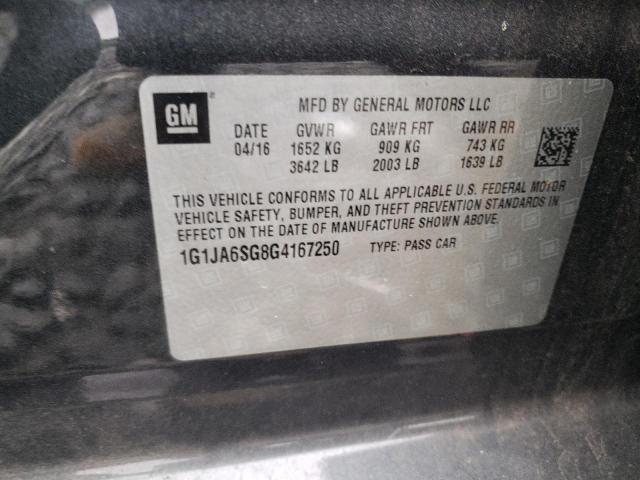 GM
MFD BY GENERAL MOTORS LLC
DATE GVWR GAWR FRT GAWR RR
04/16 1652 KG 909 KG 743 KG
3642 LB 2003 LB 1639 LB
THIS VEHICLE CONFORMS TO ALL APPLICABLE U.S. FEDERAL MOTOR
VEHICLE SAFETY, BUMPER, AND THEFT PREVENTION STANDARDS IN
EFFECT ON THE DATE OF MANUFACTURE SHOWN ABOVE.
1G1JA6SG8G4167250 TYPE: PASS CAR